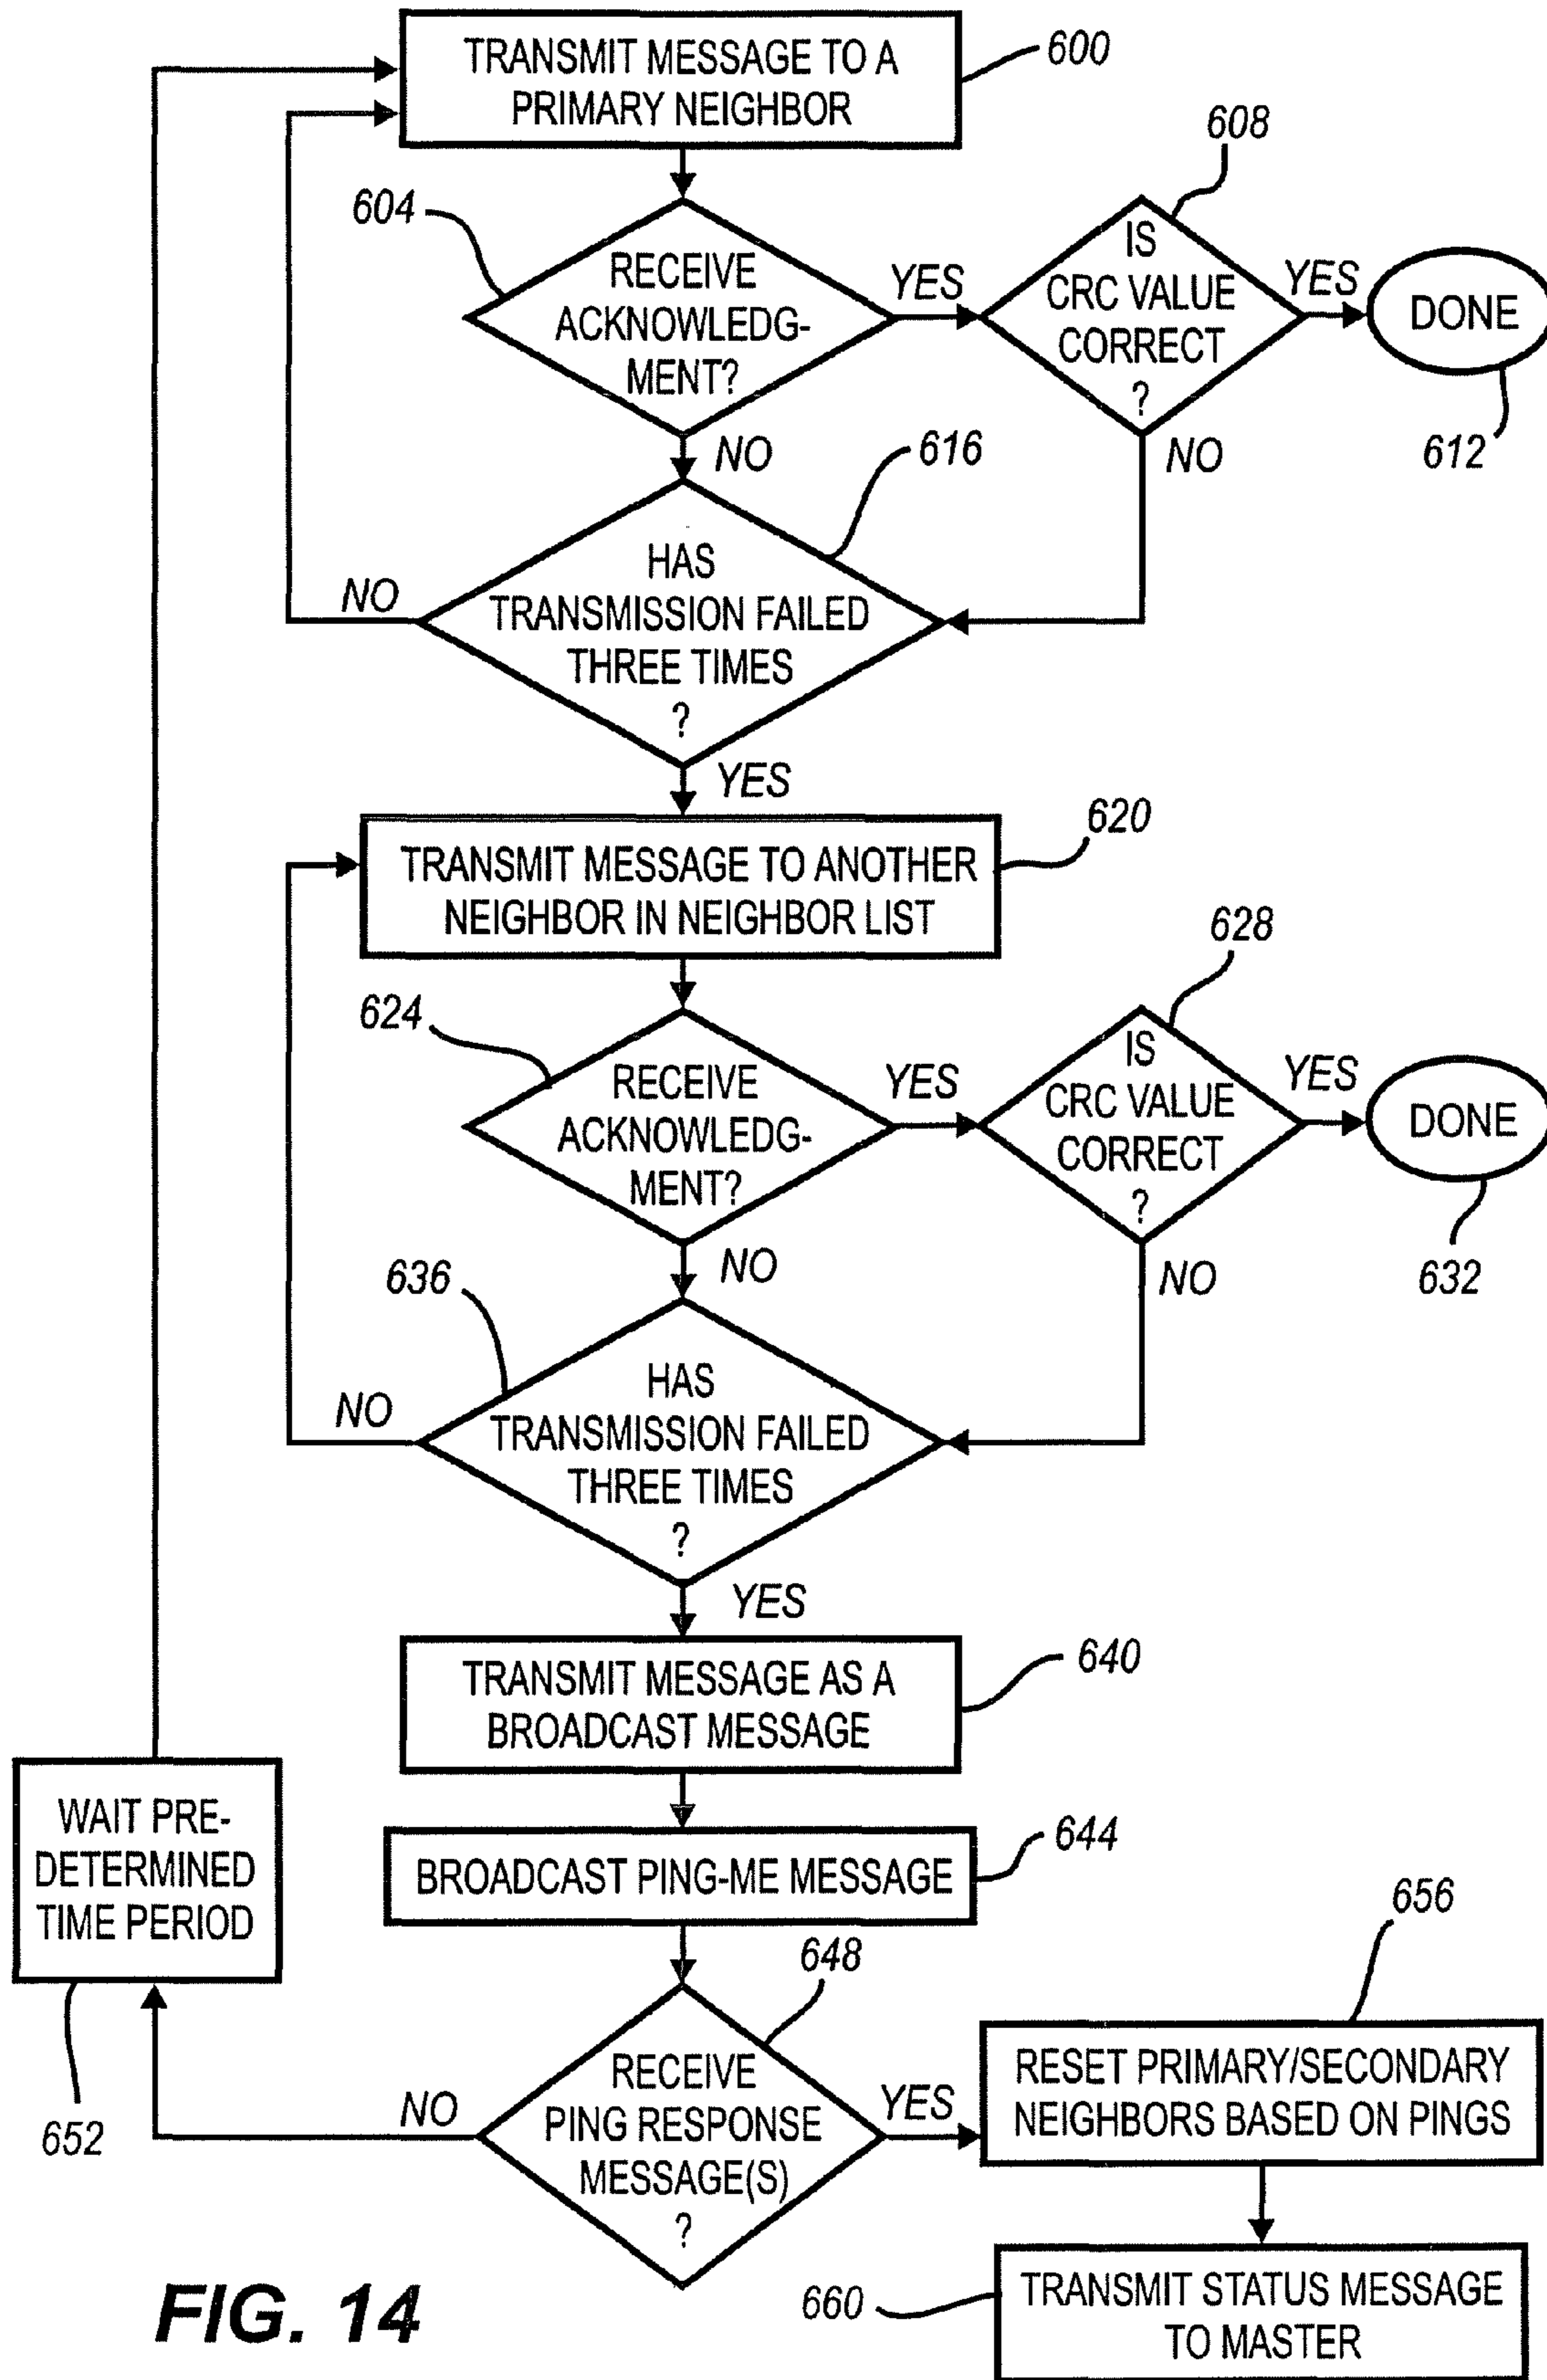 TRANSMIT MESSAGE TO A
PRIMARY NEIGHBOR
600
604
RECEIVE
ACKNOWLEDG-
MENT?
YES
608
IS
CRC VALUE
CORRECT
?
YES
DONE
612
NO
NO
616
HAS
TRANSMISSION FAILED
THREE TIMES
?
NO
YES
620
TRANSMIT MESSAGE TO ANOTHER
NEIGHBOR IN NEIGHBOR LIST
624
RECEIVE
ACKNOWLEDG-
MENT?
YES
628
IS
CRC VALUE
CORRECT
?
YES
DONE
632
NO
NO
636
HAS
TRANSMISSION FAILED
THREE TIMES
?
NO
YES
TRANSMIT MESSAGE AS A
BROADCAST MESSAGE
640
BROADCAST PING-ME MESSAGE
644
WAIT PRE-
DETERMINED
TIME PERIOD
652
648
RECEIVE
PING RESPONSE
MESSAGE(S)
?
NO
YES
656
RESET PRIMARY/SECONDARY
NEIGHBORS BASED ON PINGS
660
TRANSMIT STATUS MESSAGE
TO MASTER
FIG. 14